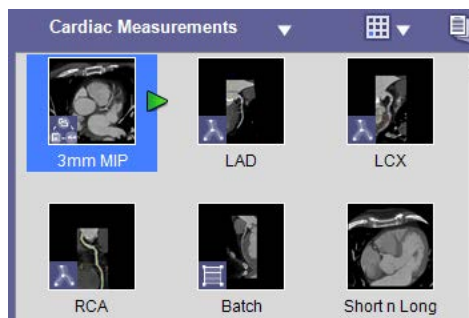 Cardiac Measurements
3mm MIP
LAD
LCX
RCA
Batch
Short n Long